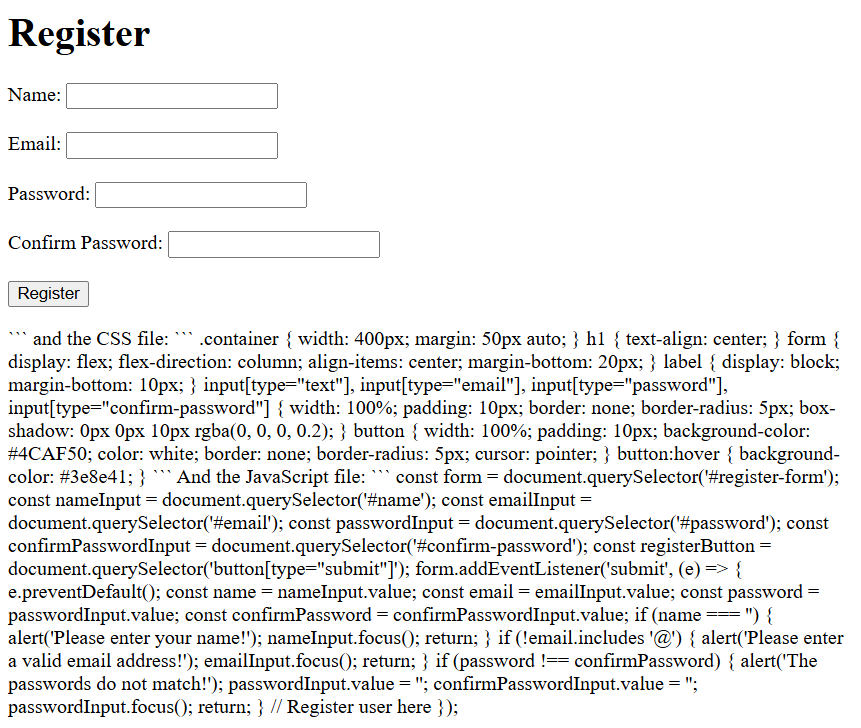 Register
Name:
Email:
Password:
Confirm Password:
Register
``` and the CSS file: ``` .container { width: 400px; margin: 50px auto; } h1 { text-align: center; } form {
display: flex; flex-direction: column; align-items: center; margin-bottom: 20px; } label { display: block;
margin-bottom: 10px; } input[type="text"], input[type="email"], input[type="password"],
input[type="confirm-password"] { width: 100%; padding: 10px; border: none; border-radius: 5px; box-
shadow: 0px 0px 10px rgba(0, 0, 0, 0.2); } button { width: 100%; padding: 10px; background-color:
#4CAF50; color: white; border: none; border-radius: 5px; cursor: pointer; } button:hover { background-
color: #3e8e41; } ``` And the JavaScript file: ``` const form = document.querySelector('#register-form');
const nameInput = document.querySelector('#name'); const emailInput =
document.querySelector('#email'); const passwordInput = document.querySelector('#password'); const
confirmPasswordInput = document.querySelector('#confirm-password'); const registerButton =
document.querySelector('button[type="submit"]'); form.addEventListener('submit', (e) => {
e.preventDefault(); const name = nameInput.value; const email = emailInput.value; const password =
passwordInput.value; const confirmPassword = confirmPasswordInput.value; if (name === '') {
alert('Please enter your name!'); nameInput.focus(); return; } if (!email.includes '@') { alert('Please enter
a valid email address!'); emailInput.focus(); return; } if (password !== confirmPassword) { alert('The
passwords do not match!'); passwordInput.value = ''; confirmPasswordInput.value = '';
passwordInput.focus(); return; } // Register user here });